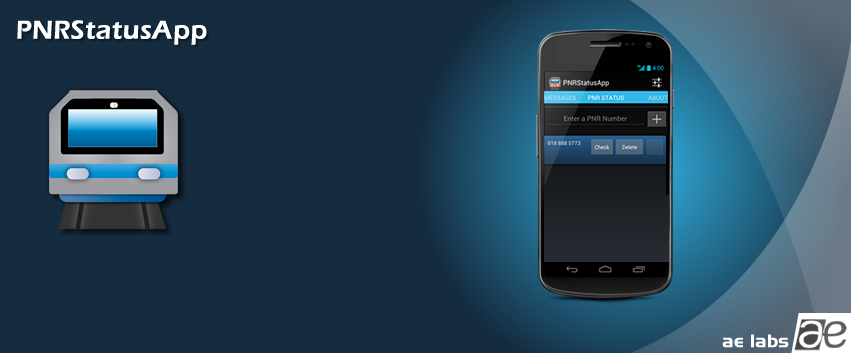 PNRStatusApp
4:00
PNRStatusApp
MESSAGES PNR STATUS ABOUT
Enter a PNR Number +
018 888 5773 Check Delete
ae labs ae